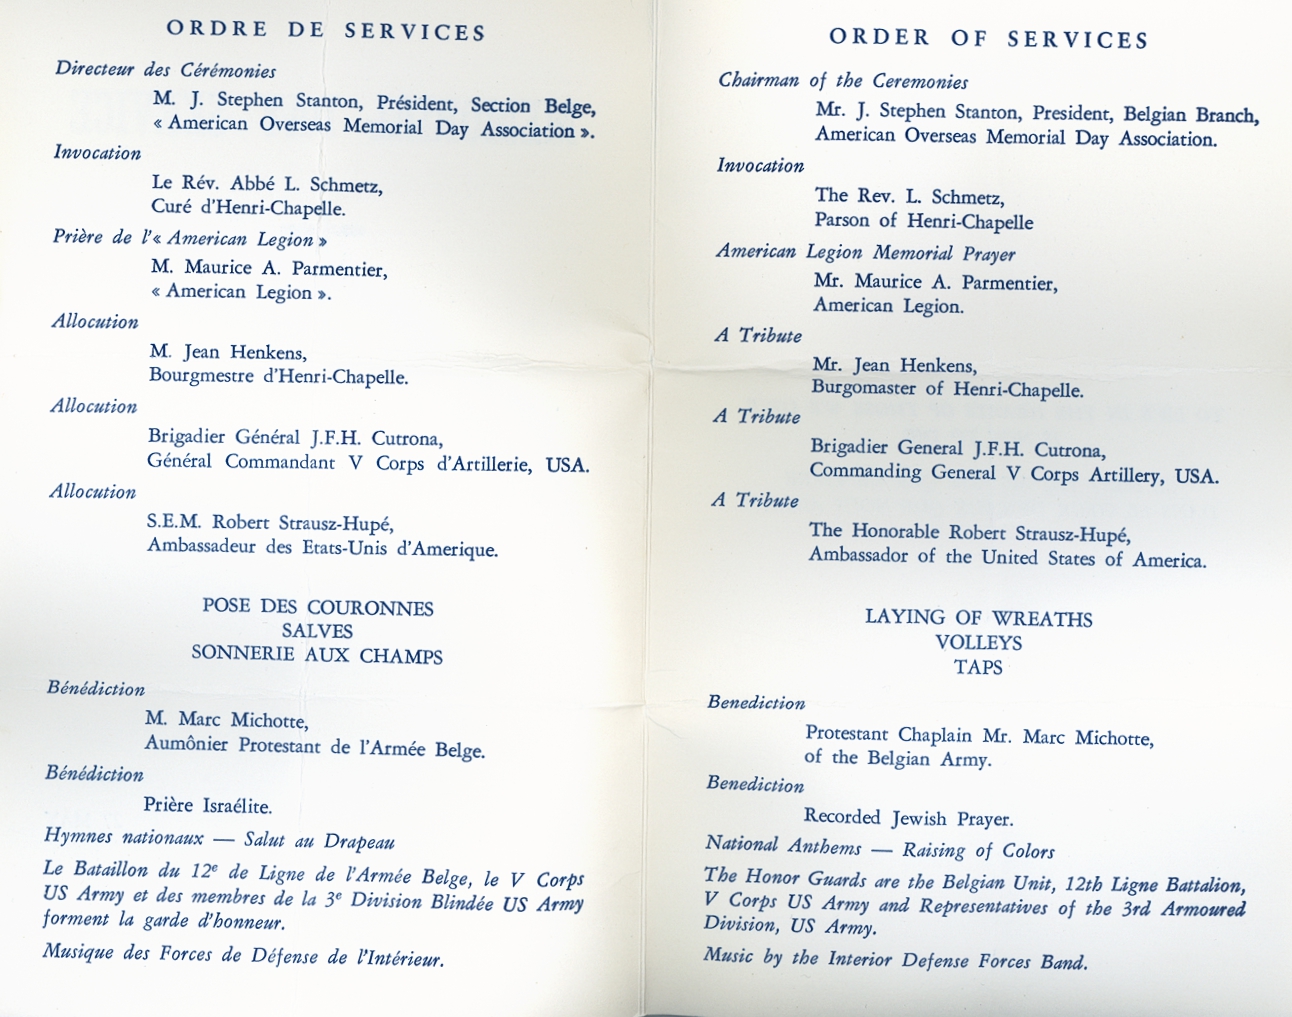 ORDRE DE SERVICES
Directeur des Cérémonies
M. J. Stephen Stanton, Président, Section Belge,
« American Overseas Memorial Day Association ».
Invocation
Le Rév. Abbé L. Schmetz,
Curé d'Henri-Chapelle.
Prière de l'« American Legion »
M. Maurice A. Parmentier,
« American Legion ».
Allocution
M. Jean Henkens,
Bourgmestre d'Henri-Chapelle.
Allocution
Brigadier Général J.F.H. Cutrona,
Général Commandant V Corps d'Artillerie, USA.
Allocution
S.E.M. Robert Strausz-Hupé,
Ambassadeur des Etats-Unis d'Amerique.
POSE DES COURONNES
SALVES
SONNERIE AUX CHAMPS
Bénédiction
M. Marc Michotte,
Aumônier Protestant de l'Armée Belge.
Bénédiction
Prière Israélite.
Hymnes nationaux — Salut au Drapeau
Le Bataillon du 12e de Ligne de l'Armée Belge, le V Corps
US Army et des membres de la 3e Division Blindée US Army
forment la garde d'honneur.
Musique des Forces de Défense de l'Intérieur.
ORDER OF SERVICES
Chairman of the Ceremonies
Mr. J. Stephen Stanton, President, Belgian Branch,
American Overseas Memorial Day Association.
Invocation
The Rev. L. Schmetz,
Parson of Henri-Chapelle
American Legion Memorial Prayer
Mr. Maurice A. Parmentier,
American Legion.
A Tribute
Mr. Jean Henkens,
Burgomaster of Henri-Chapelle.
A Tribute
Brigadier General J.F.H. Cutrona,
Commanding General V Corps Artillery, USA.
A Tribute
The Honorable Robert Strausz-Hupé,
Ambassador of the United States of America.
LAYING OF WREATHS
VOLLEYS
TAPS
Benediction
Protestant Chaplain Mr. Marc Michotte,
of the Belgian Army.
Benediction
Recorded Jewish Prayer.
National Anthems — Raising of Colors
The Honor Guards are the Belgian Unit, 12th Ligne Battalion,
V Corps US Army and Representatives of the 3rd Armoured
Division, US Army.
Music by the Interior Defense Forces Band.